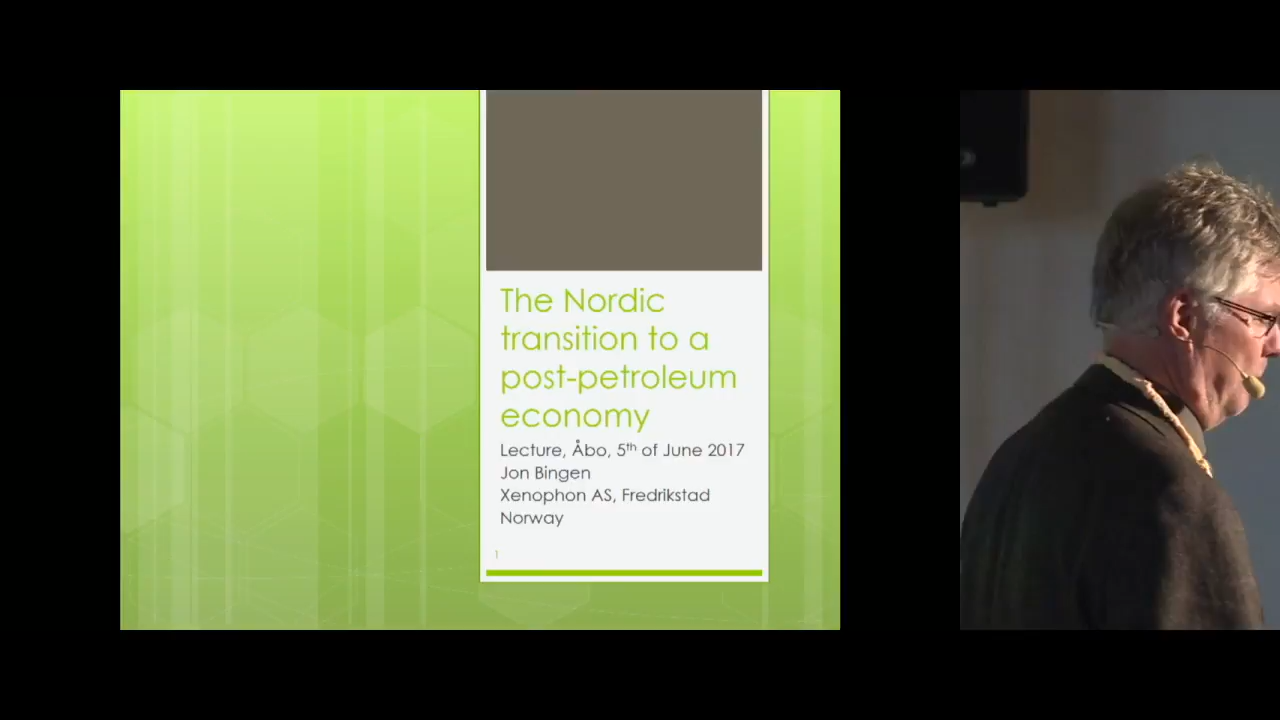 The Nordic
transition to a
post-petroleum
economy
Lecture, Åbo, 5th of June 2017
Jon Bingen
Xenophon AS, Fredrikstad
Norway
1